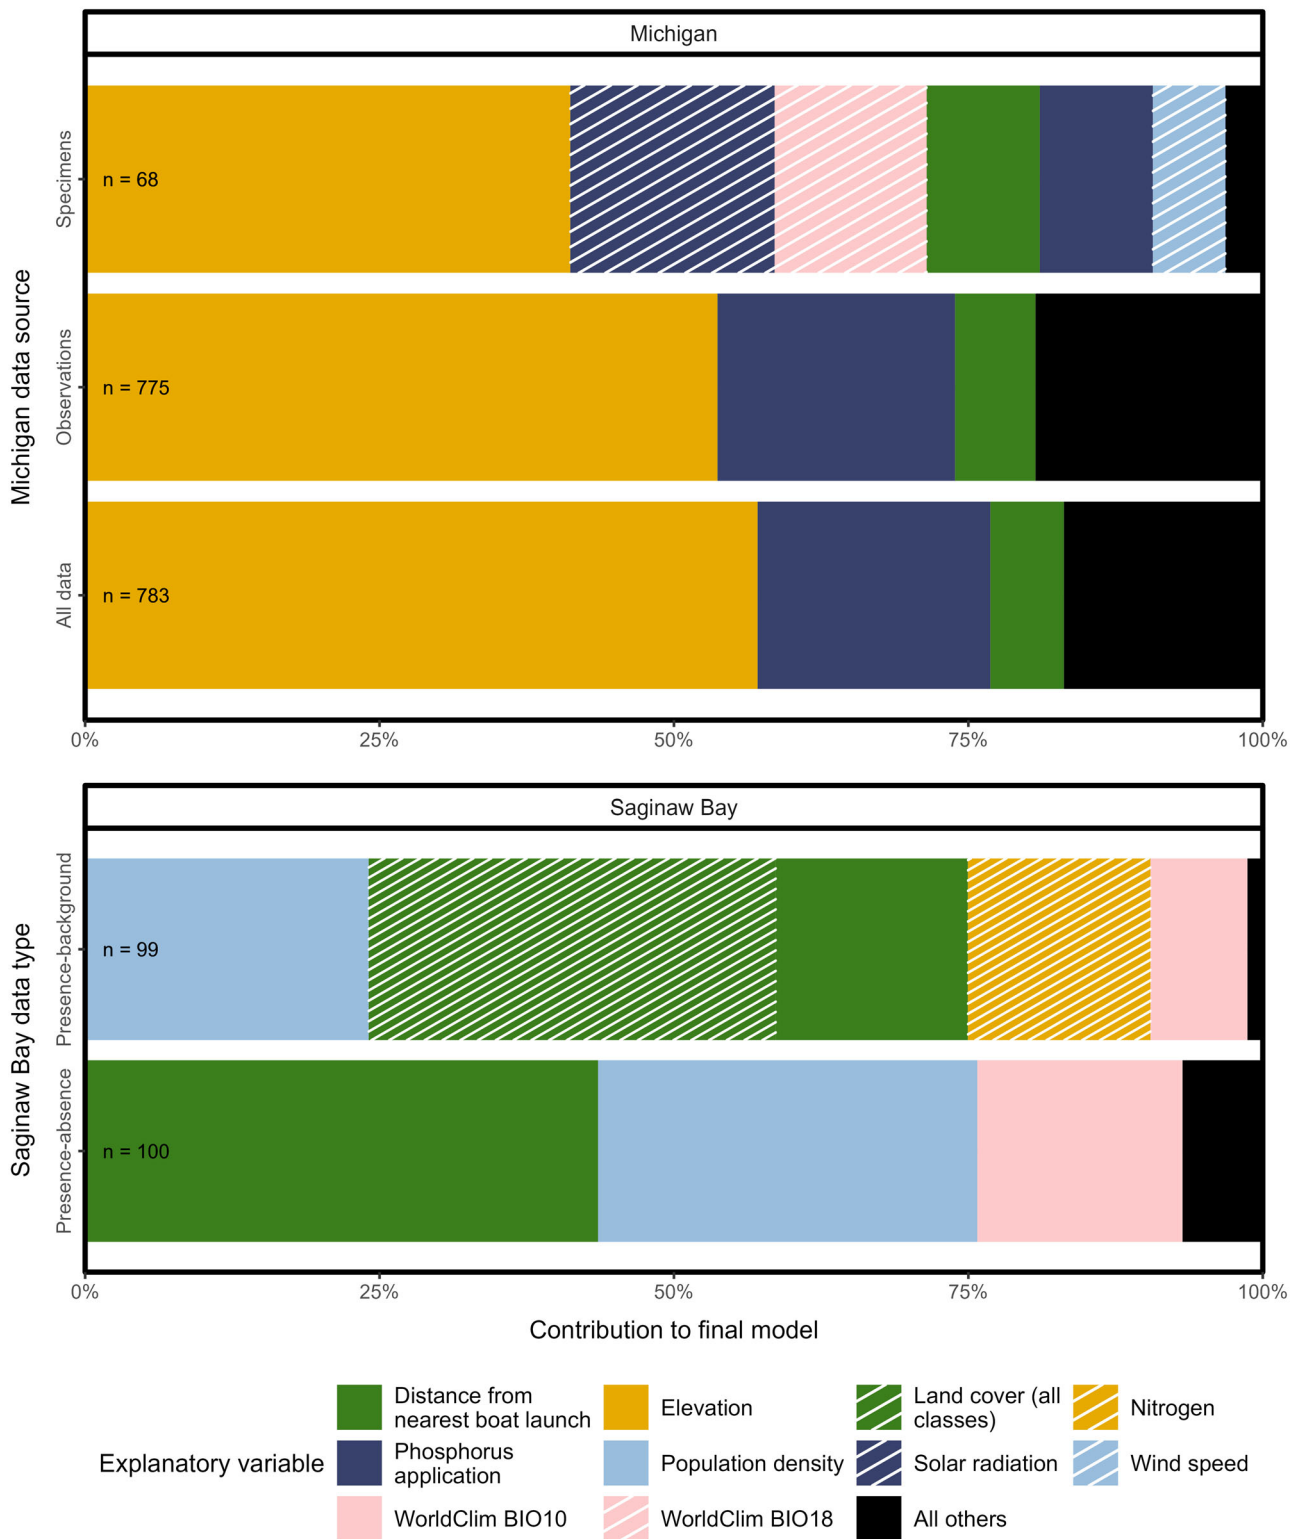 Michigan
Michigan data source
Specimens
n = 68
Observations
n = 775
All data
n = 783
0% 25% 50% 75% 100%
Saginaw Bay
Saginaw Bay data type
Presence-background
n = 99
Presence-absence
n = 100
0% 25% 50% 75% 100%
Contribution to final model
Explanatory variable
Distance from
nearest boat launch
Elevation
Land cover (all
classes)
Nitrogen
Phosphorus
application
Population density
Solar radiation
Wind speed
WorldClim BIO10
WorldClim BIO18
All others